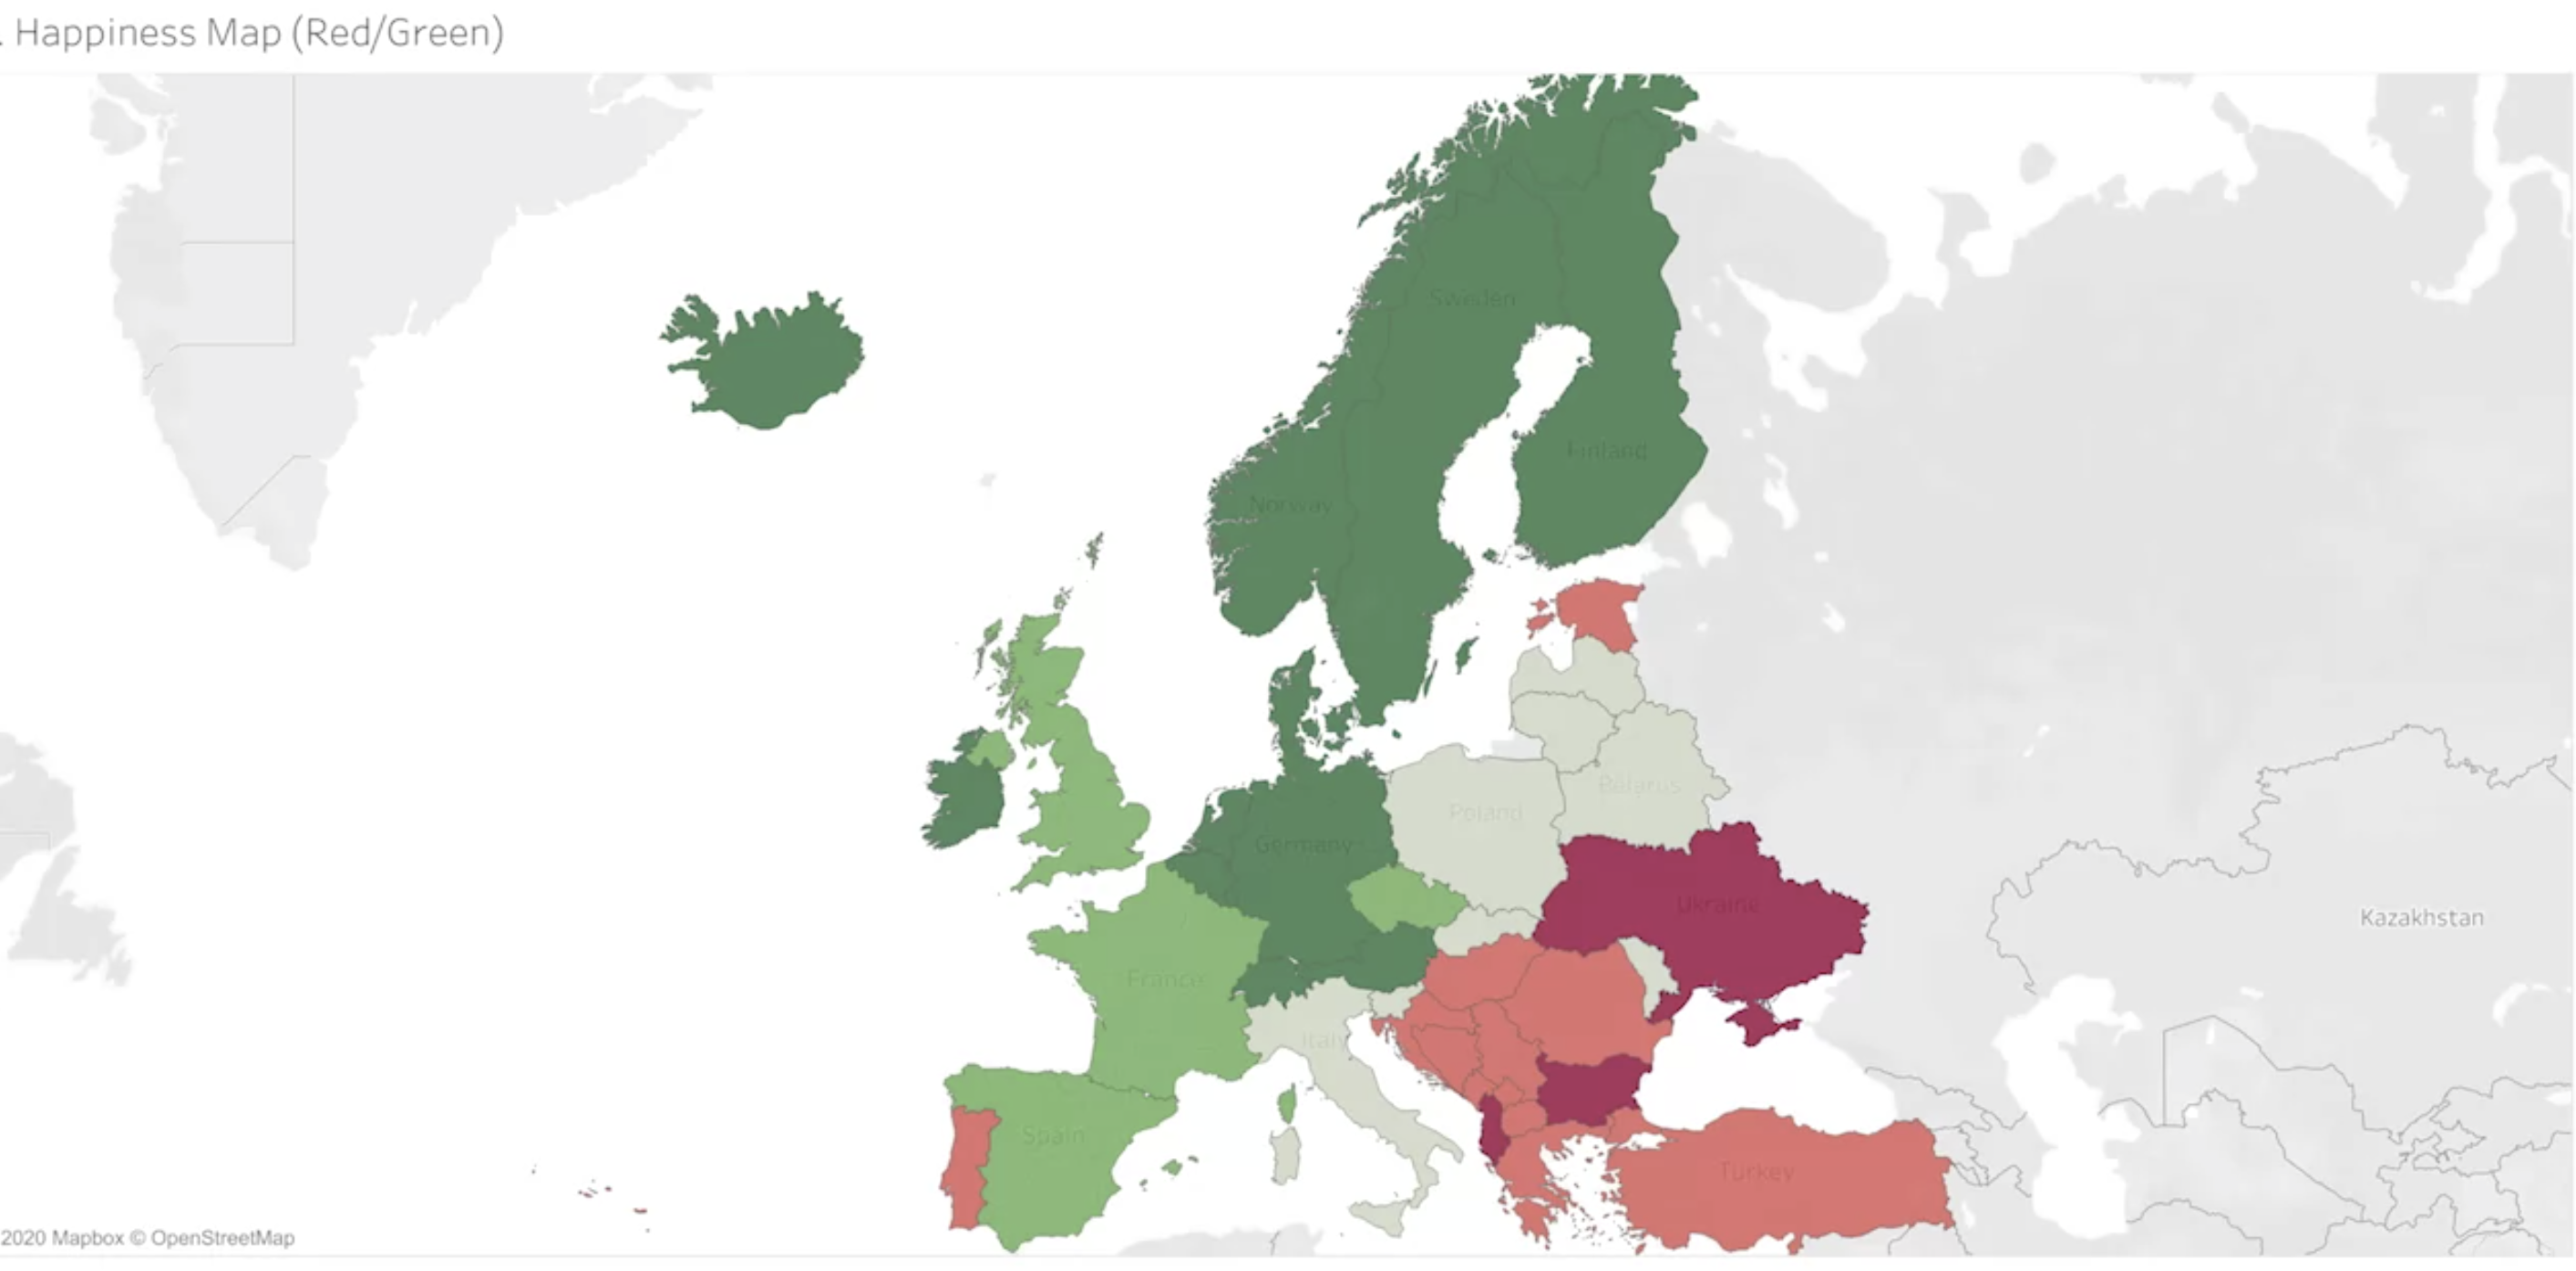 . Happiness Map (Red/Green)
Sweden
Finland
Norway
Belarus
Poland
Germany
Ukraine
Kazakhstan
France
Italy
Spain
Turkey
2020 Mapbox © OpenStreetMap